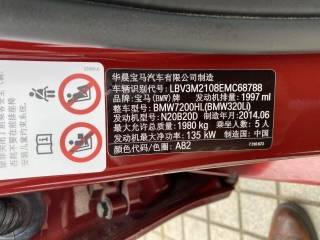 华晨宝马汽车有限公司制造
车辆识别代号: LBV3M2108EMC68788
品牌: 宝马(BMW)牌 发动机排量: 1997 ml
整车型号: BMW7200HL(BMW320Li)
发动机型号: N20B20D 制造年月: 2014.06
最大允许总质量: 1980 kg 乘坐人数: 5 人
发动机最大净功率: 135 kW 制造国: 中国
颜色代码/色圈: A82